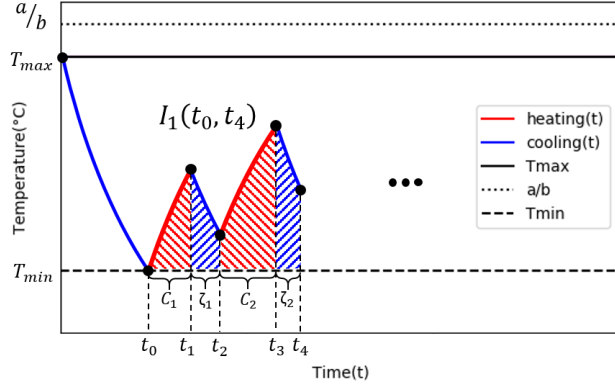 a/b
T_max
I_1(t_0, t_4)
heating(t)
cooling(t)
Tmax
a/b
Tmin
Temperature(°C)
T_min
C_1 ζ_1 C_2 ζ_2
t_0 t_1 t_2 t_3 t_4
Time(t)